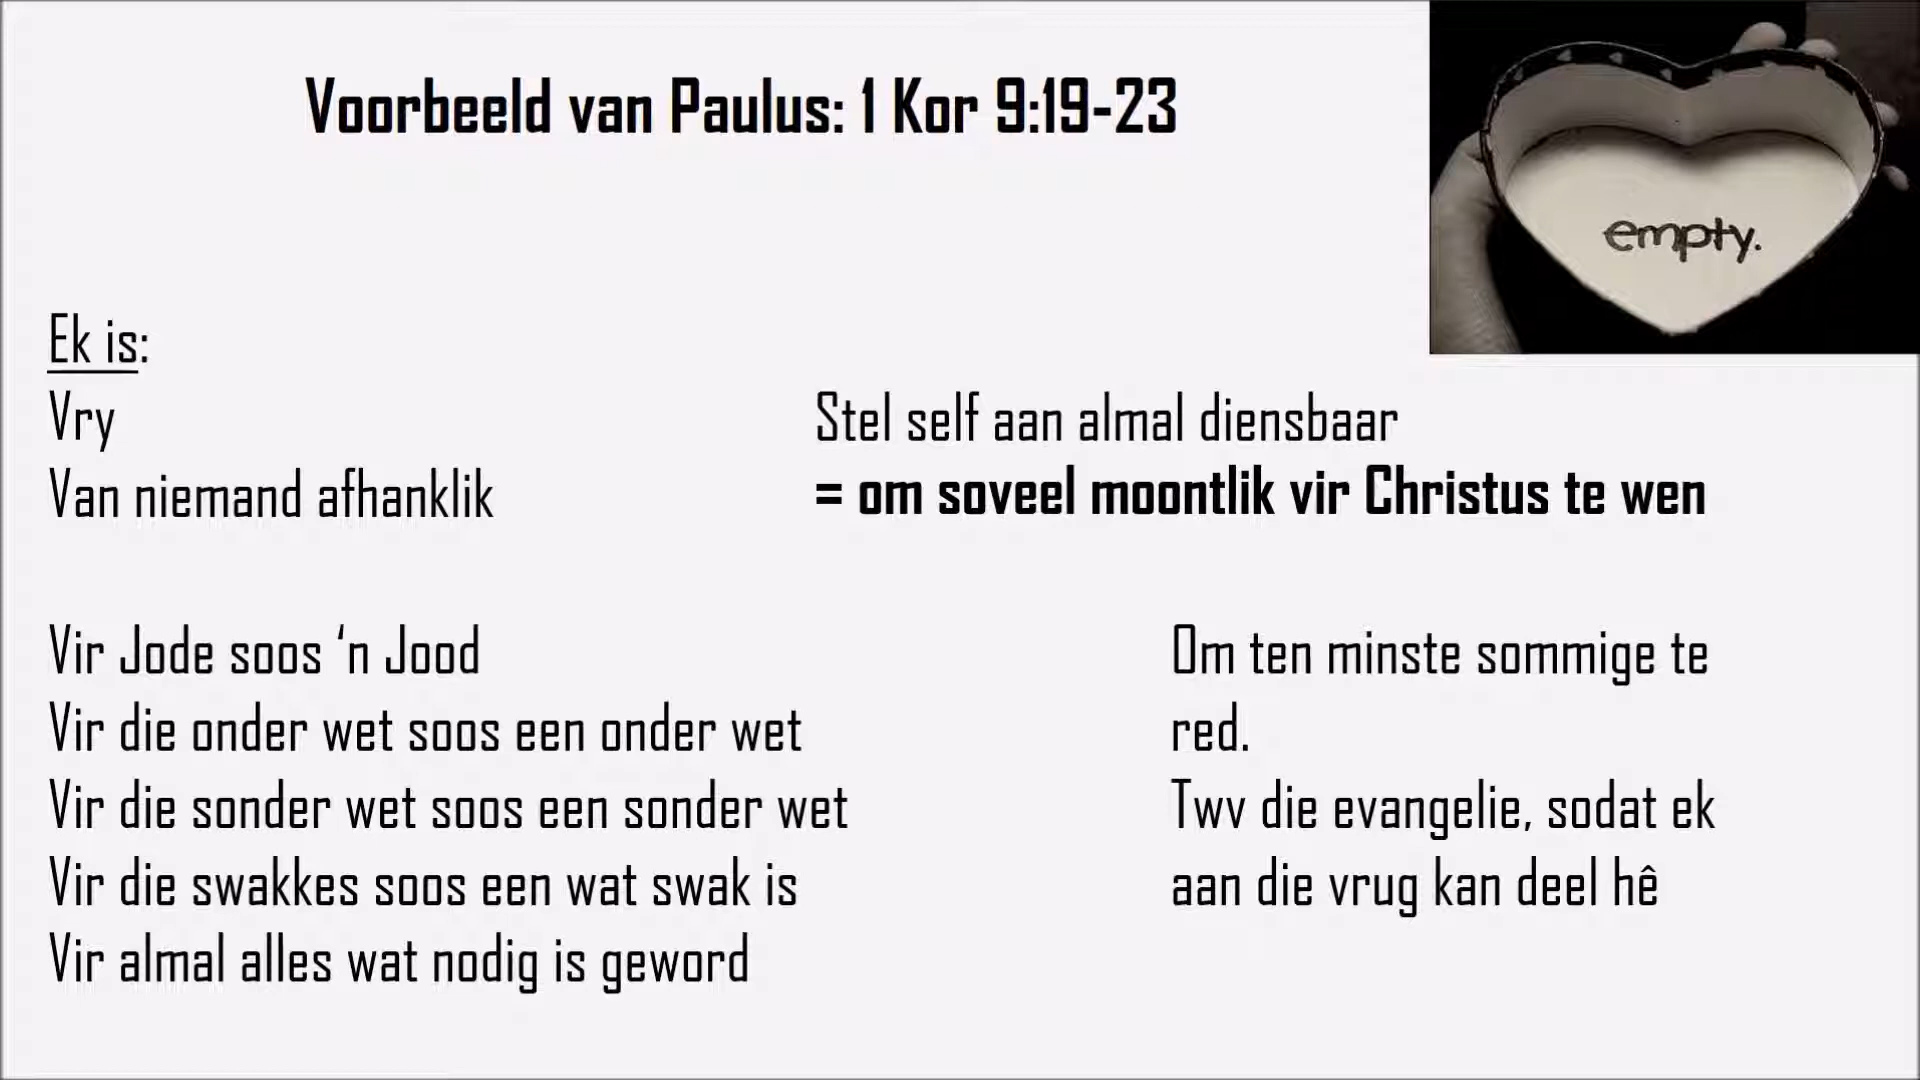 Voorbeeld van Paulus: 1 Kor 9:19-23
empty.
Ek is:
Vry
Van niemand afhanklik
Stel self aan almal diensbaar
= om soveel moontlik vir Christus te wen
Vir Jode soos ‘n Jood
Vir die onder wet soos een onder wet
Vir die sonder wet soos een sonder wet
Vir die swakkes soos een wat swak is
Vir almal alles wat nodig is geword
Om ten minste sommige te
red.
Twv die evangelie, sodat ek
aan die vrug kan deel hê